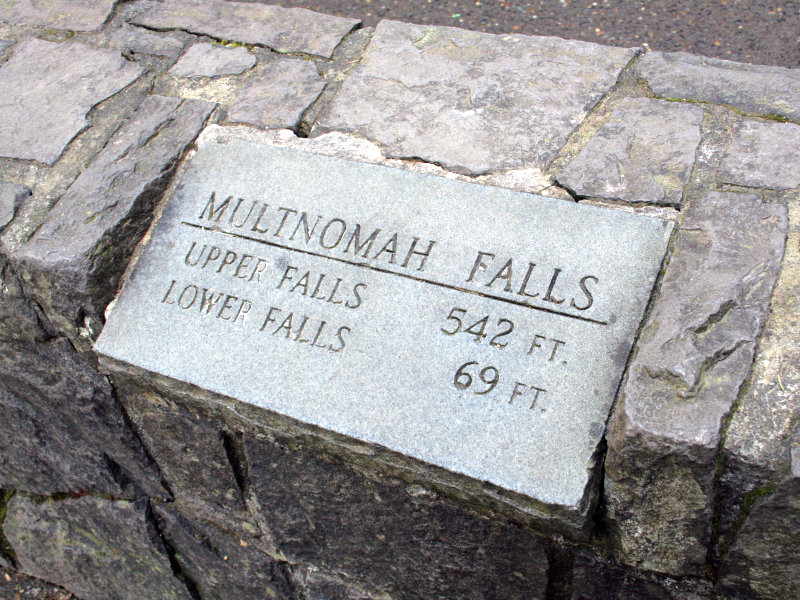 MULTNOMAH FALLS
UPPER FALLS 542 FT.
LOWER FALLS 69 FT.